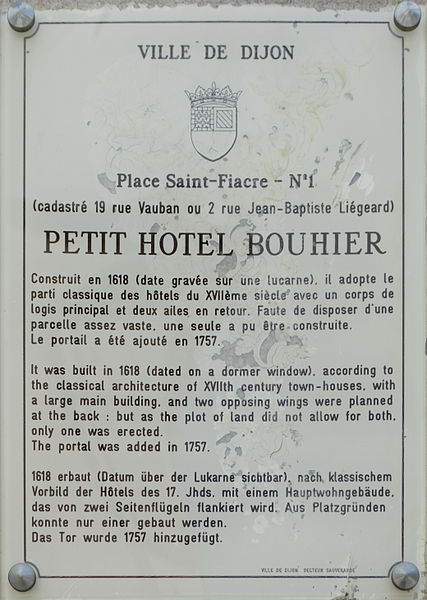 VILLE DE DIJON
Place Saint-Fiacre - N°1
(cadastré 19 rue Vauban ou 2 rue Jean-Baptiste Liégeard)
PETIT HOTEL BOUHIER
Construit en 1618 (date gravée sur une lucarne), il adopte le
parti classique des hôtels du XVIIème siècle avec un corps de
logis principal et deux ailes en retour. Faute de disposer d'une
parcelle assez vaste, une seule a pu être construite.
Le portail a été ajouté en 1757.
It was built in 1618 (dated on a dormer window), according to
the classical architecture of XVIIth century town-houses, with
a large main building, and two opposing wings were planned
at the back : but as the plot of land did not allow for both,
only one was erected.
The portal was added in 1757.
1618 erbaut (Datum über der Lukarne sichtbar), nach klassischem
Vorbild der Hôtels des 17. Jhds. mit einem Hauptwohngebäude,
das von zwei Seitenflügeln flankiert wird. Aus Platzgründen
konnte nur einer gebaut werden.
Das Tor wurde 1757 hinzugefügt.
VILLE DE DIJON SECTEUR SAUVEGARDE